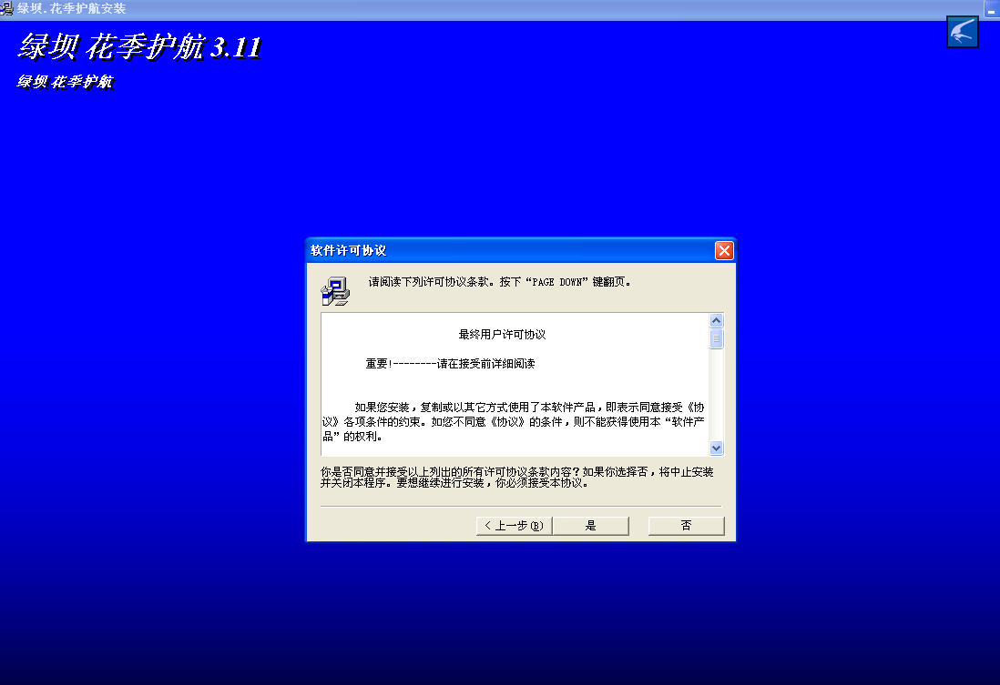 绿坝.花季护航安装
绿坝 花季护航 3.11
绿坝 花季护航
软件许可协议
请阅读下列许可协议条款。按下“PAGE DOWN”键翻页。
最终用户许可协议
重要!--------请在接受前详细阅读
如果您安装，复制或以其它方式使用了本软件产品，即表示同意接受《协
议》各项条件的约束。如您不同意《协议》的条件，则不能获得使用本“软件产
品”的权利。
你是否同意并接受以上列出的所有许可协议条款内容？如果你选择否，将中止安装
并关闭本程序。要想继续进行安装，你必须接受本协议。
< 上一步(B)
是
否